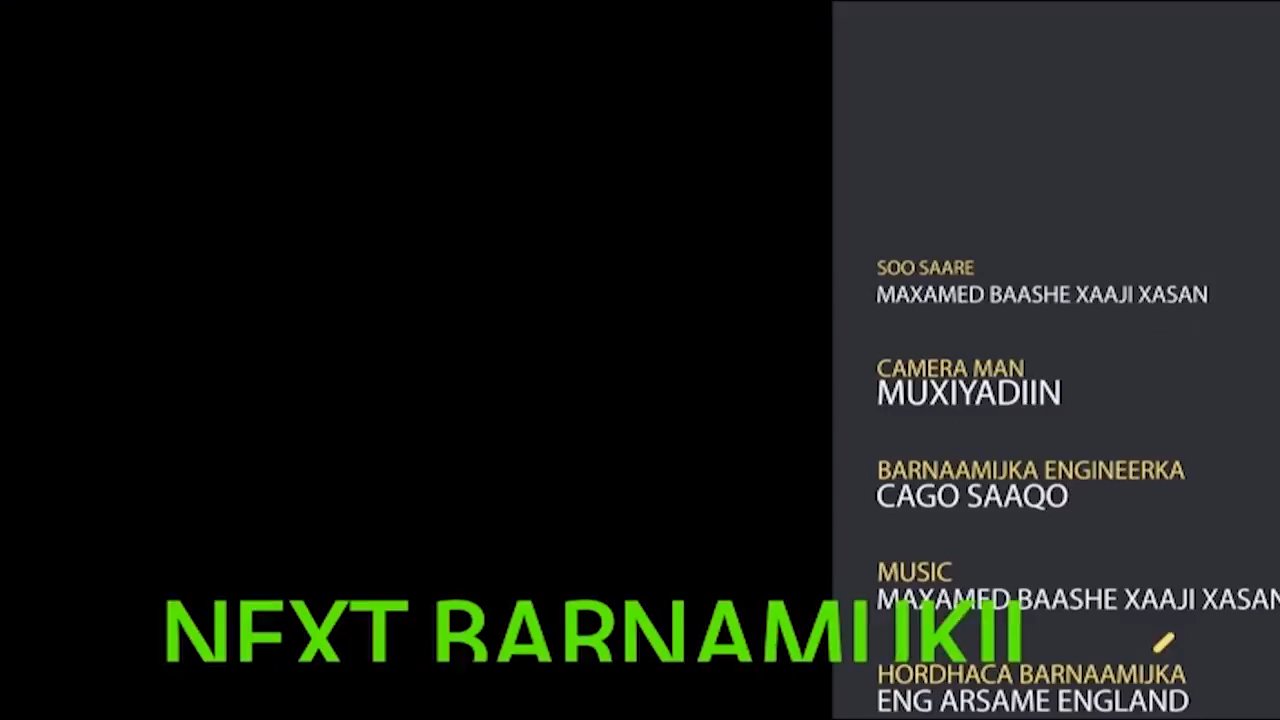 SOO SAARE
MAXAMED BAASHE XAAJI XASAN
CAMERA MAN
MUXIYADIIN
BARNAAMIJKA ENGINEERKA
CAGO SAAQO
MUSIC
MAXAMED BAASHE XAAJI XASAN
NEXT BARNAMIJKII
HORDHACA BARNAAMIJKA
ENG ARSAME ENGLAND